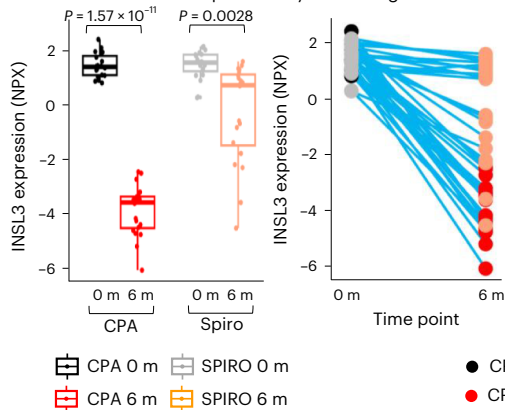 P = 1.57 × 10⁻¹¹
P = 0.0028
INSL3 expression (NPX)
2
0
−2
−4
−6
0 m 6 m 0 m 6 m
CPA Spiro
INSL3 expression (NPX)
2
0
−2
−4
−6
0 m 6 m
Time point
CPA 0 m SPIRO 0 m
CPA 6 m SPIRO 6 m